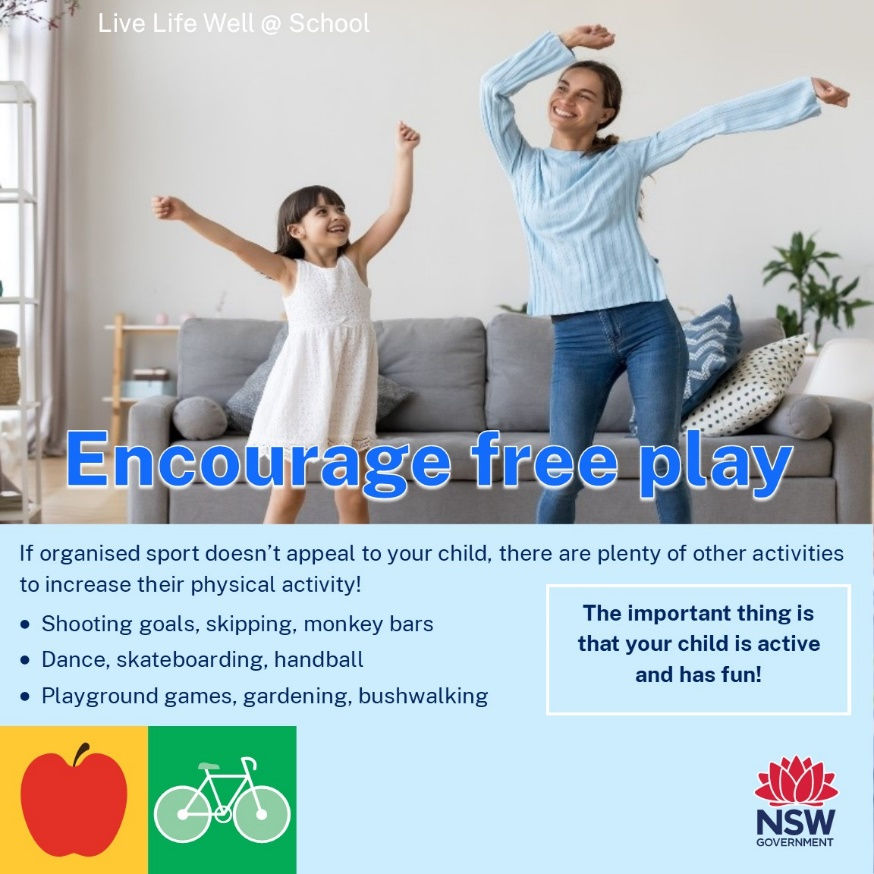 Live Life Well @ School
Encourage free play
If organised sport doesn't appeal to your child, there are plenty of other activities
to increase their physical activity!
• Shooting goals, skipping, monkey bars
• Dance, skateboarding, handball
• Playground games, gardening, bushwalking
The important thing is
that your child is active
and has fun!
NSW
GOVERNMENT